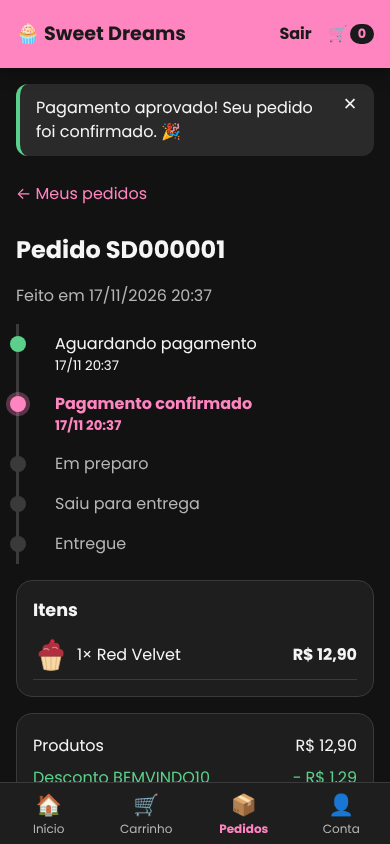 🧁 Sweet Dreams
Sair
🛒 0
Pagamento aprovado! Seu pedido
foi confirmado. 🎉
✕
← Meus pedidos
Pedido SD000001
Feito em 17/11/2026 20:37
Aguardando pagamento
17/11 20:37
Pagamento confirmado
17/11 20:37
Em preparo
Saiu para entrega
Entregue
Itens
1× Red Velvet R$ 12,90
Produtos R$ 12,90
Desconto BEMVINDO10 - R$ 1,29
Início Carrinho Pedidos Conta